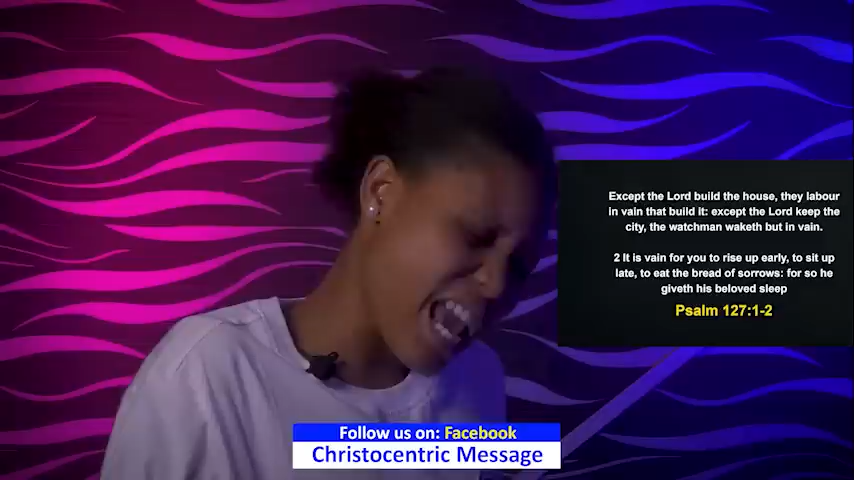 Except the Lord build the house, they labour
in vain that build it: except the Lord keep the
city, the watchman waketh but in vain.
2 It is vain for you to rise up early, to sit up
late, to eat the bread of sorrows: for so he
giveth his beloved sleep
Psalm 127:1-2
Follow us on: Facebook
Christocentric Message